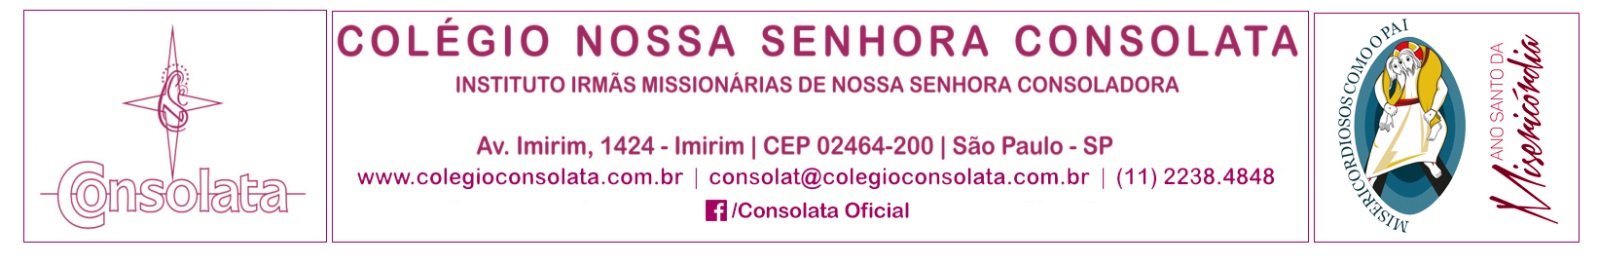 Consolata
COLÉGIO NOSSA SENHORA CONSOLATA
INSTITUTO IRMÃS MISSIONÁRIAS DE NOSSA SENHORA CONSOLADORA
Av. Imirim, 1424 - Imirim | CEP 02464-200 | São Paulo - SP
www.colegioconsolata.com.br | consolat@colegioconsolata.com.br | (11) 2238.4848
f /Consolata Oficial
MISERICORDIOSOS COMO O PAI
ANO SANTO DA
Misericórdia